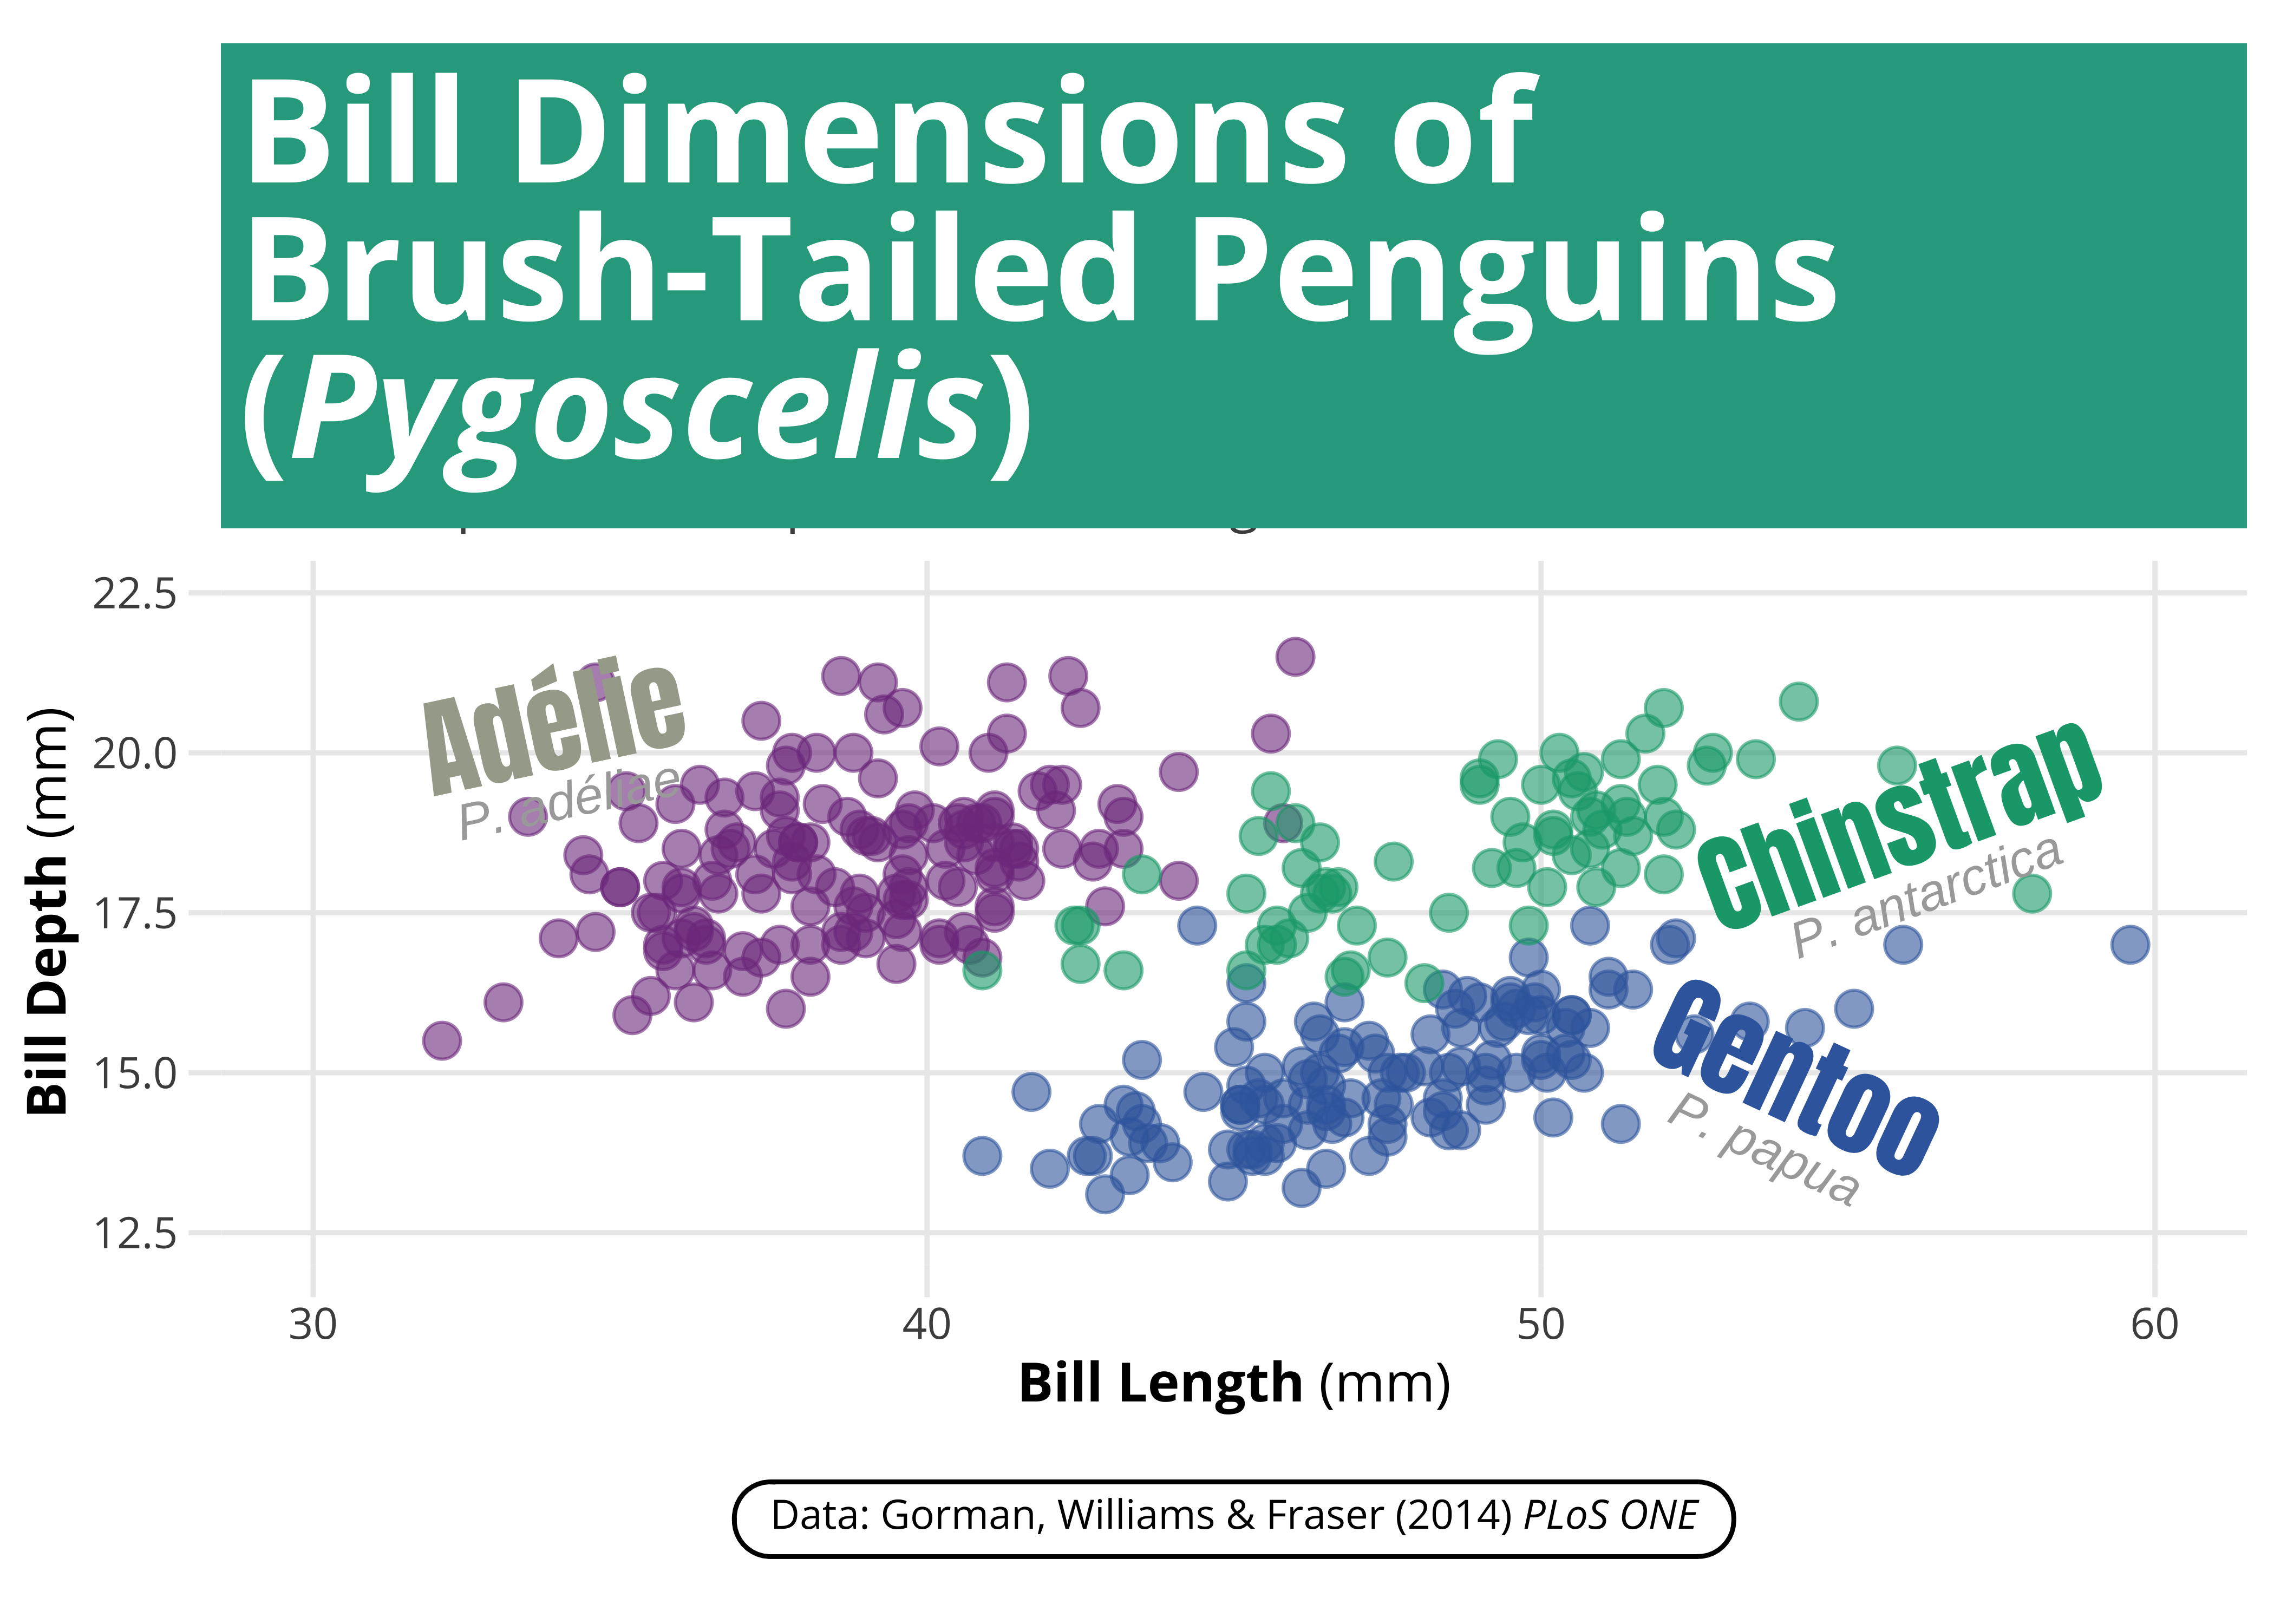 Bill Dimensions of
Brush-Tailed Penguins
(Pygoscelis)
22.5
20.0
17.5
15.0
12.5
Bill Depth (mm)
Adélie
P. adéliae
Chinstrap
P. antarctica
Gentoo
P. papua
30
40
50
60
Bill Length (mm)
Data: Gorman, Williams & Fraser (2014) PLoS ONE